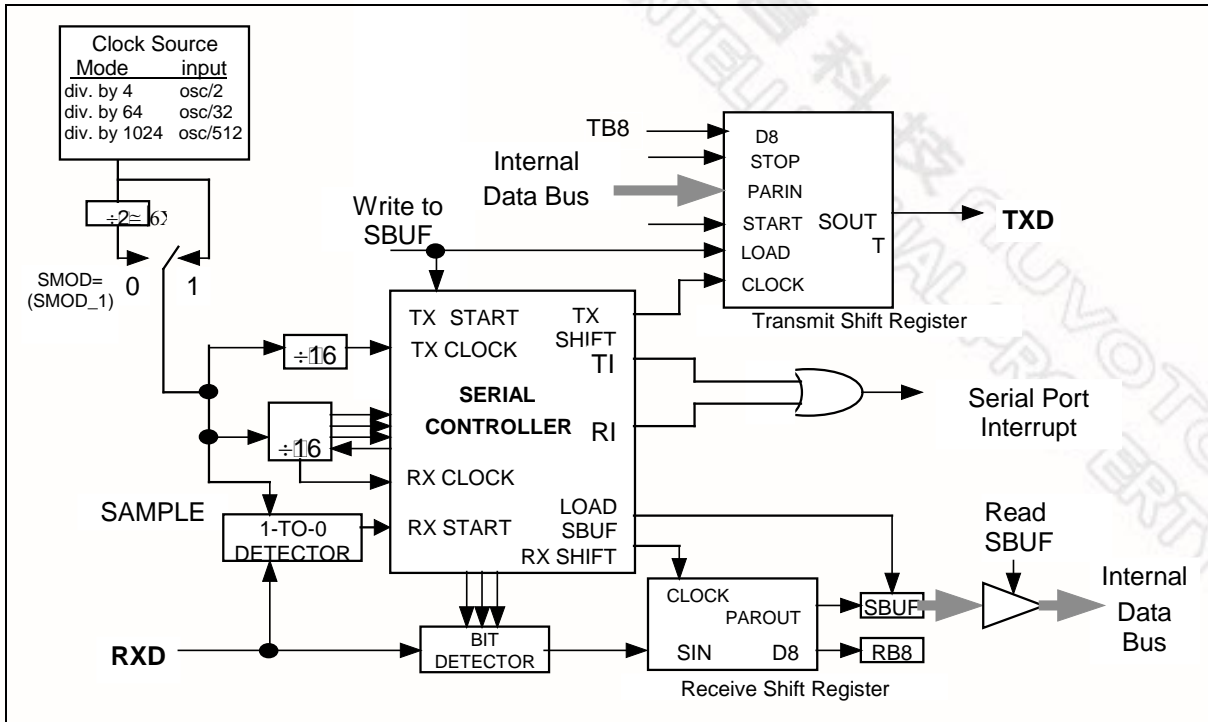 Clock Source
Mode input
div. by 4 osc/2
div. by 64 osc/32
div. by 1024 osc/512
÷2
SMOD=
(SMOD_1)
0 1
Write to
SBUF
TB8
Internal
Data Bus
D8
STOP
PARIN
START
LOAD
CLOCK
SOUT
T
TXD
Transmit Shift Register
÷16
÷16
TX START
TX CLOCK
TX
SHIFT
TI
SERIAL
CONTROLLER
RI
RX CLOCK
LOAD
SBUF
RX START
RX SHIFT
Serial Port
Interrupt
SAMPLE
1-TO-0
DETECTOR
RXD
BIT
DETECTOR
CLOCK
PAROUT
SIN D8
Receive Shift Register
SBUF
RB8
Read
SBUF
Internal
Data
Bus